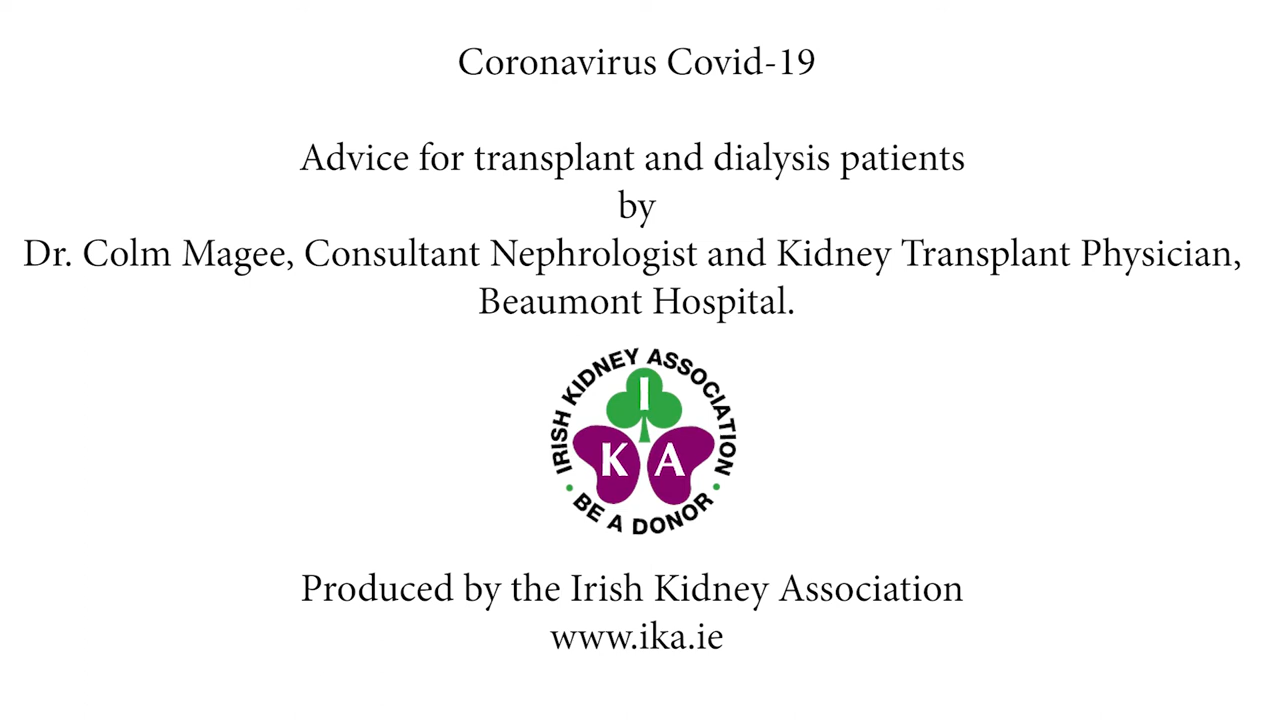 Coronavirus Covid-19
Advice for transplant and dialysis patients
by
Dr. Colm Magee, Consultant Nephrologist and Kidney Transplant Physician,
Beaumont Hospital.
IRISH KIDNEY ASSOCIATION
I
K A
• BE A DONOR •
Produced by the Irish Kidney Association
www.ika.ie